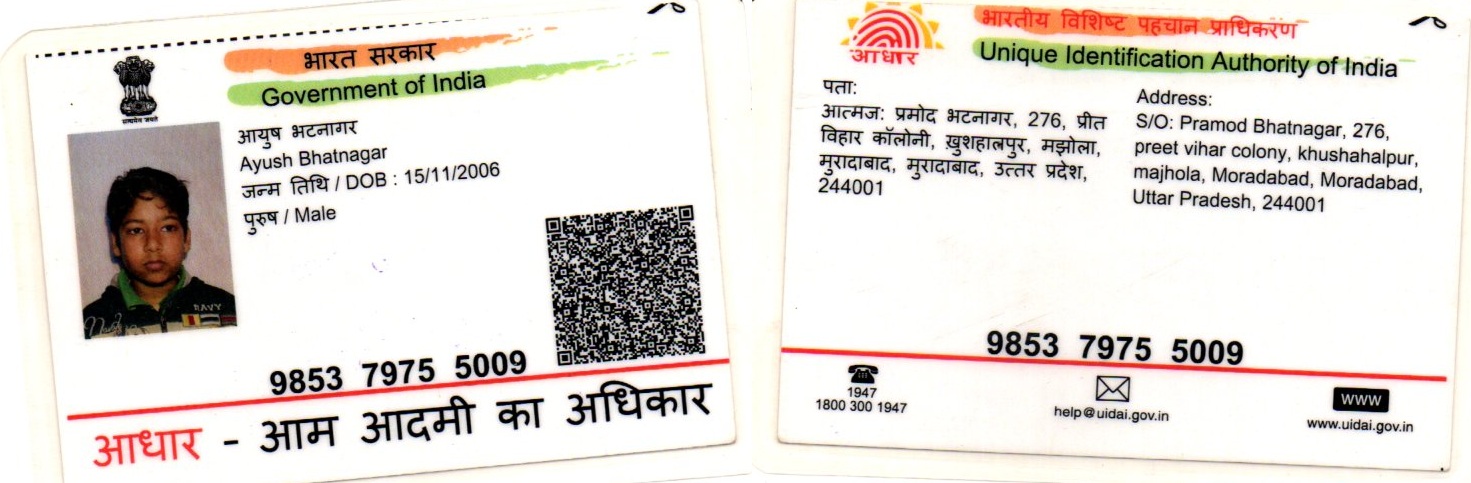 भारत सरकार
Government of India
सत्यमेव जयते
आयुष भटनागर
Ayush Bhatnagar
जन्म तिथि / DOB : 15/11/2006
पुरुष / Male
9853 7975 5009
आधार - आम आदमी का अधिकार
भारतीय विशिष्ट पहचान प्राधिकरण
Unique Identification Authority of India
आधार
पता:
आत्मज: प्रमोद भटनागर, 276, प्रीत
विहार कॉलोनी, ख़ुशहालपुर, मझोला,
मुरादाबाद, मुरादाबाद, उत्तर प्रदेश,
244001
Address:
S/O: Pramod Bhatnagar, 276,
preet vihar colony, khushahalpur,
majhola, Moradabad, Moradabad,
Uttar Pradesh, 244001
9853 7975 5009
1947
1800 300 1947
help@uidai.gov.in
www
www.uidai.gov.in